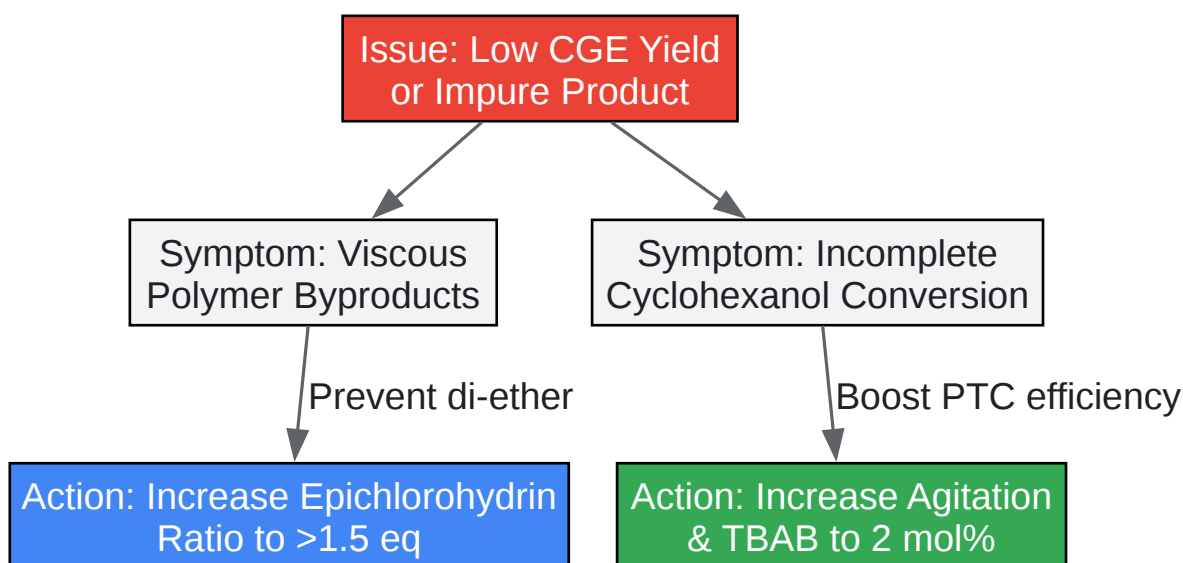 Issue: Low CGE Yield
or Impure Product
Symptom: Viscous
Polymer Byproducts
Symptom: Incomplete
Cyclohexanol Conversion
Prevent di-ether
Boost PTC efficiency
Action: Increase Epichlorohydrin
Ratio to >1.5 eq
Action: Increase Agitation
& TBAB to 2 mol%